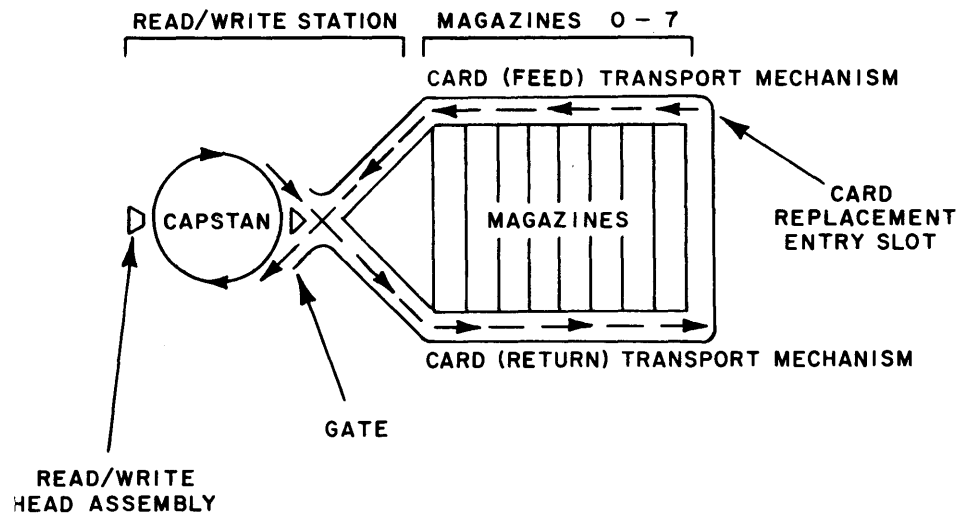 READ/WRITE STATION
MAGAZINES 0 - 7
CARD (FEED) TRANSPORT MECHANISM
CAPSTAN
MAGAZINES
CARD
REPLACEMENT
ENTRY SLOT
CARD (RETURN) TRANSPORT MECHANISM
GATE
READ/WRITE
HEAD ASSEMBLY